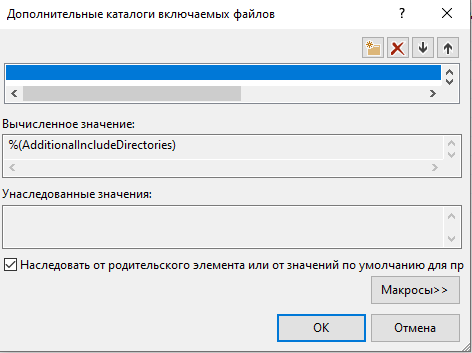 Дополнительные каталоги включаемых файлов
Вычисленное значение:
%(AdditionalIncludeDirectories)
Унаследованные значения:
Наследовать от родительского элемента или от значений по умолчанию для пр
Макросы>>
ОК
Отмена